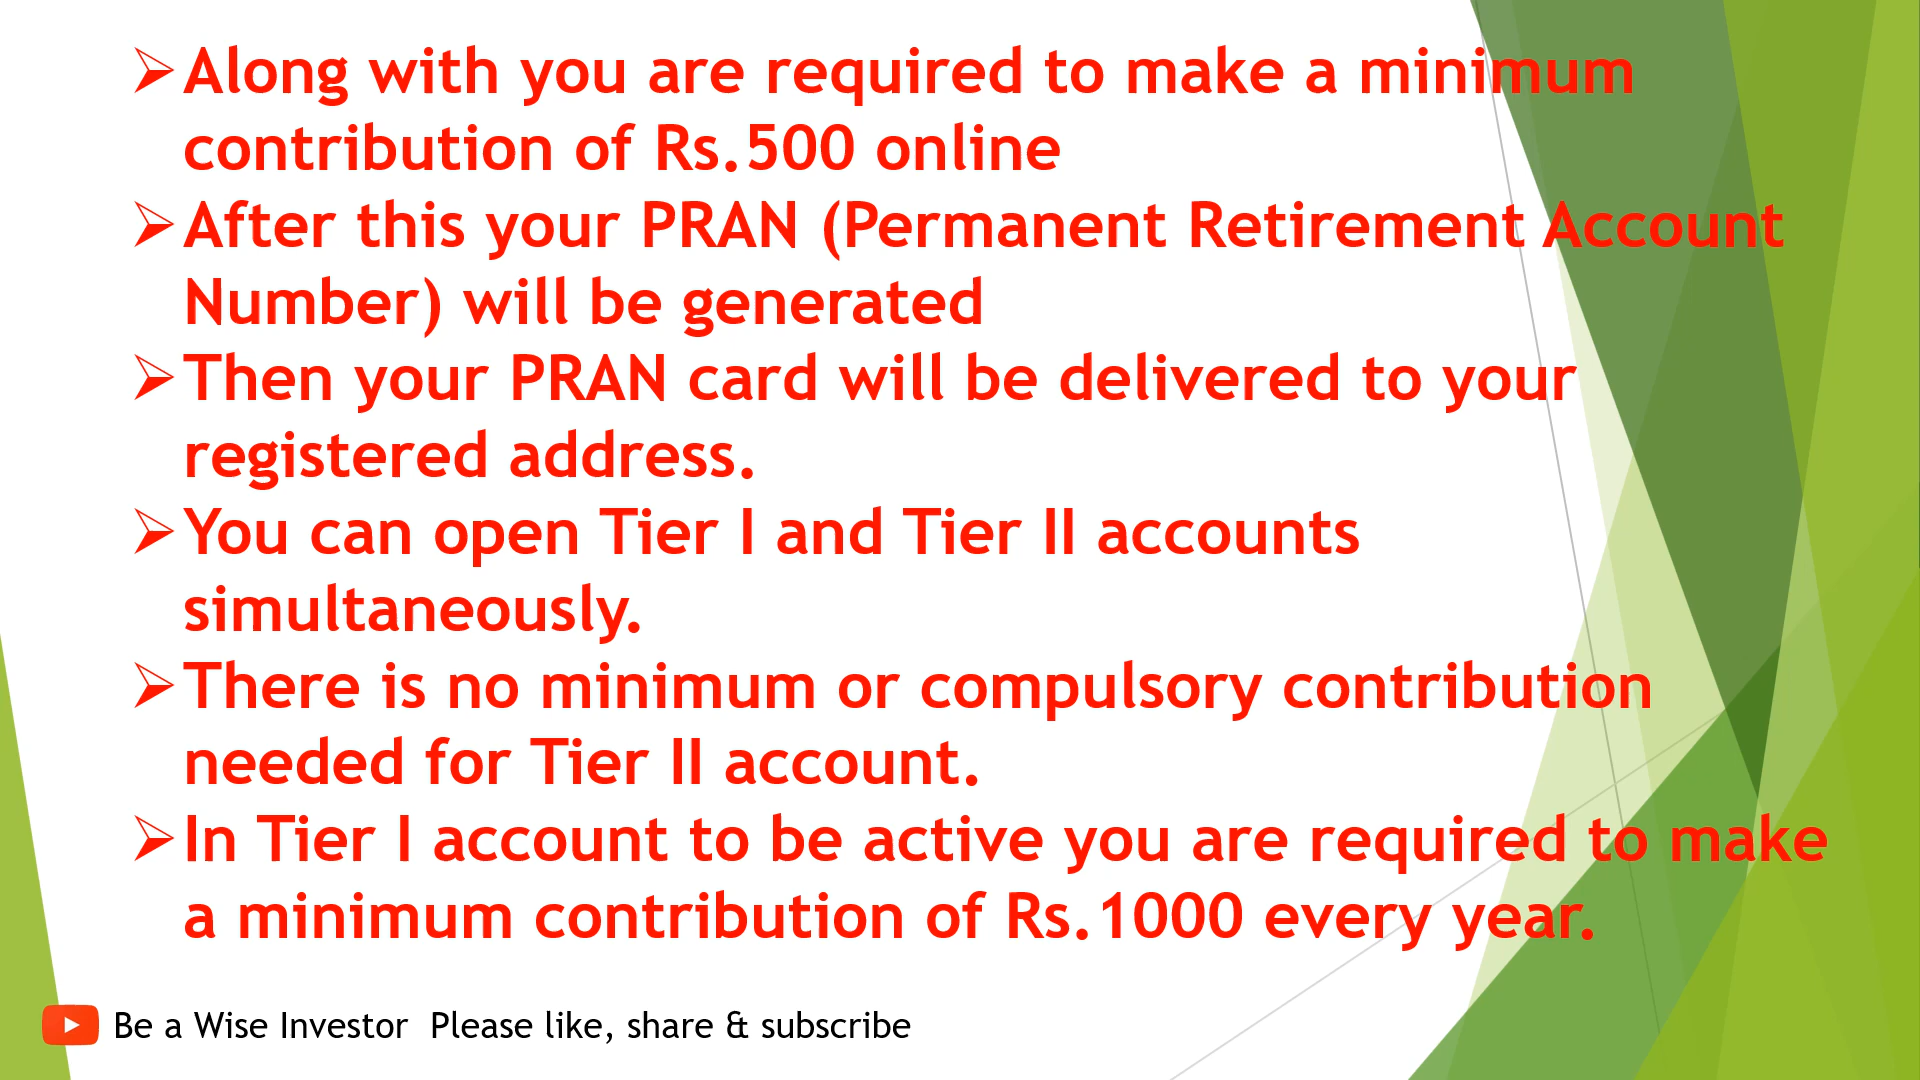 ➢Along with you are required to make a minimum
contribution of Rs.500 online
➢After this your PRAN (Permanent Retirement Account
Number) will be generated
➢Then your PRAN card will be delivered to your
registered address.
➢You can open Tier I and Tier II accounts
simultaneously.
➢There is no minimum or compulsory contribution
needed for Tier II account.
➢In Tier I account to be active you are required to make
a minimum contribution of Rs.1000 every year.
Be a Wise Investor  Please like, share & subscribe